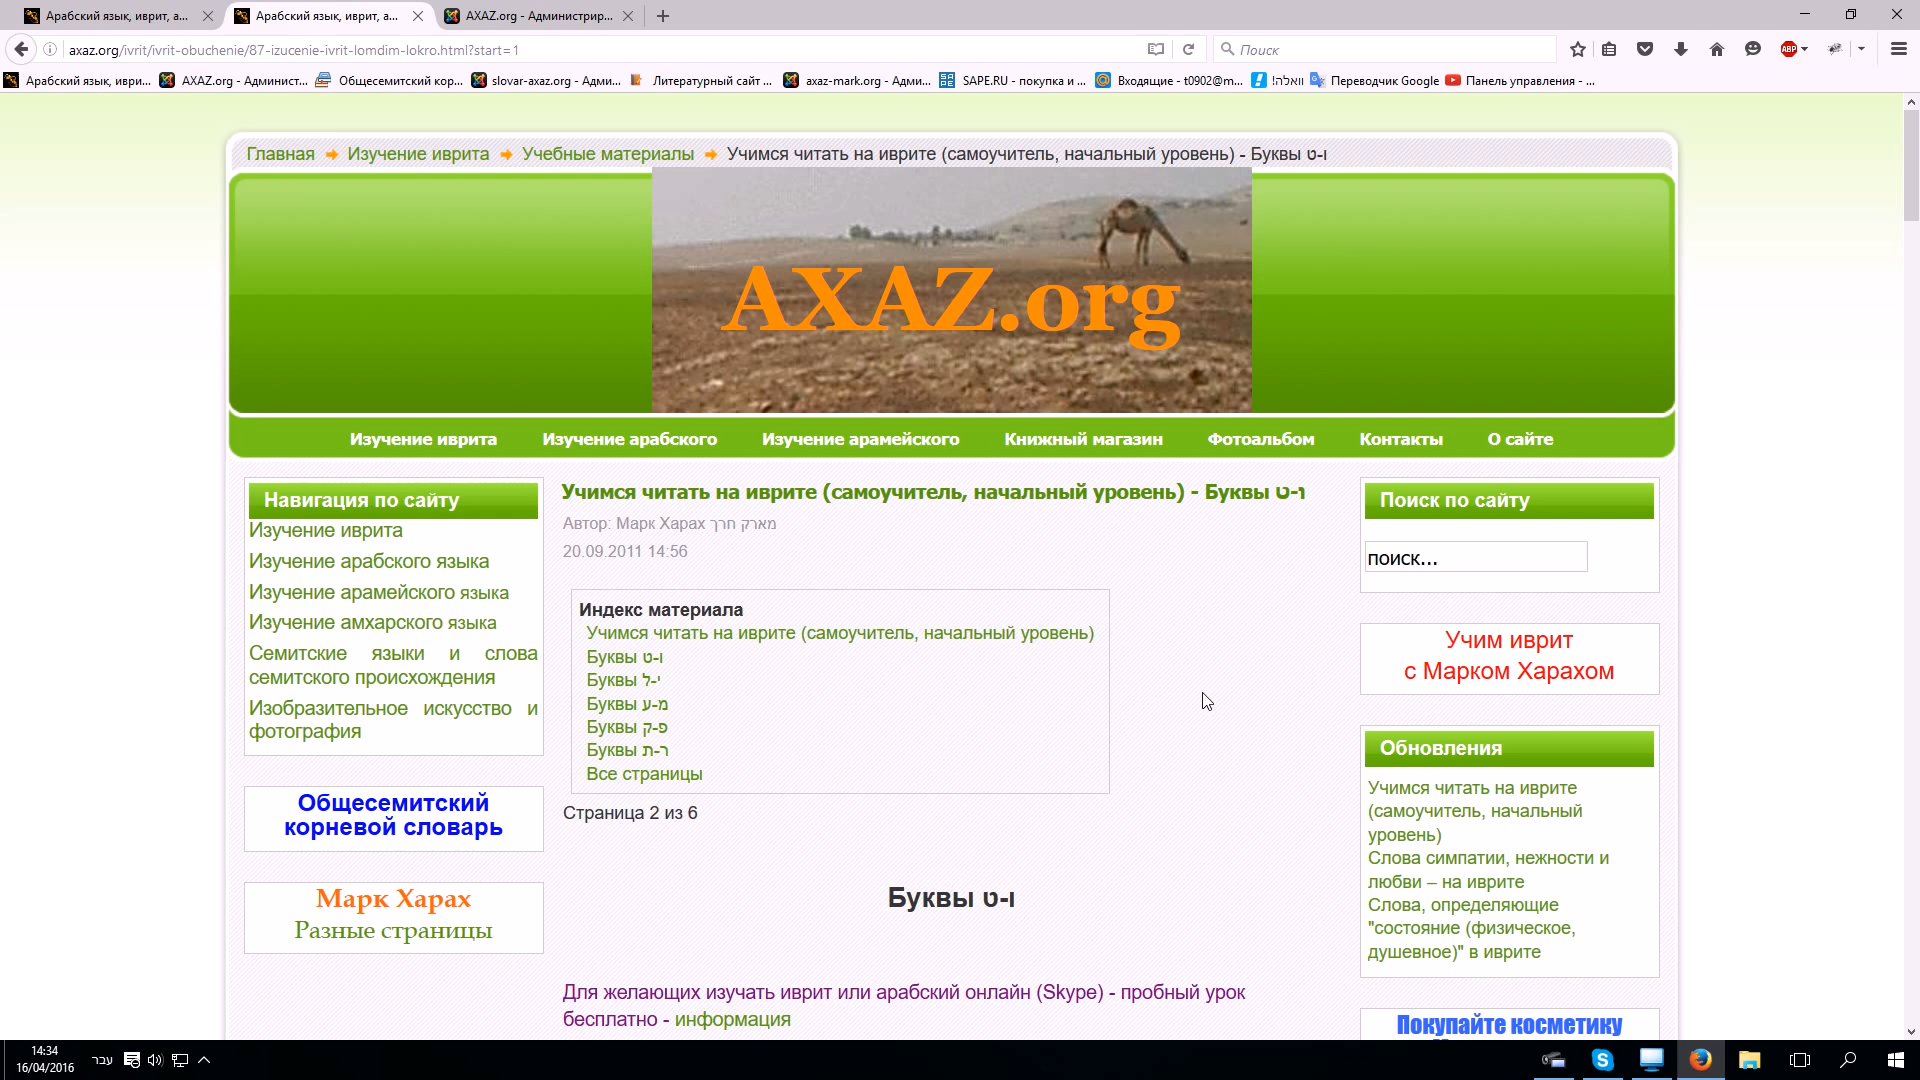 Арабский язык, иврит, а...
Арабский язык, иврит, а...
AXAZ.org - Администрир...
axaz.org/ivrit/ivrit-obuchenie/87-izucenie-ivrit-lomdim-lokro.html?start=1
Поиск
ABP
Арабский язык, иври...
AXAZ.org - Админист...
Общесемитский кор...
slovar-axaz.org - Адми...
Литературный сайт ...
axaz-mark.org - Адми...
SAPE.RU - покупка и ...
Входящие - t0902@m...
וואלה!
Переводчик Google
Панель управления - ...
Главная Изучение иврита Учебные материалы Учимся читать на иврите (самоучитель, начальный уровень) - Буквы ו-ט
AXAZ.org
Изучение иврита Изучение арабского Изучение арамейского Книжный магазин Фотоальбом Контакты О сайте
Навигация по сайту
Изучение иврита
Изучение арабского языка
Изучение арамейского языка
Изучение амхарского языка
Семитские языки и слова
семитского происхождения
Изобразительное искусство и
фотография
Общесемитский
корневой словарь
Марк Харах
Разные страницы
Учимся читать на иврите (самоучитель, начальный уровень) - Буквы ו-ט
Автор: Марк Харах מארק חרך
20.09.2011 14:56
Индекс материала
Учимся читать на иврите (самоучитель, начальный уровень)
Буквы ו-ט
Буквы י-ל
Буквы מ-ע
Буквы פ-ק
Буквы ר-ת
Все страницы
Страница 2 из 6
Буквы ו-ט
Для желающих изучать иврит или арабский онлайн (Skype) - пробный урок
бесплатно - информация
Поиск по сайту
поиск...
Учим иврит
с Марком Харахом
Обновления
Учимся читать на иврите
(самоучитель, начальный
уровень)
Слова симпатии, нежности и
любви – на иврите
Слова, определяющие
"состояние (физическое,
душевное)" в иврите
Покупайте косметику
14:34
16/04/2016
עבר